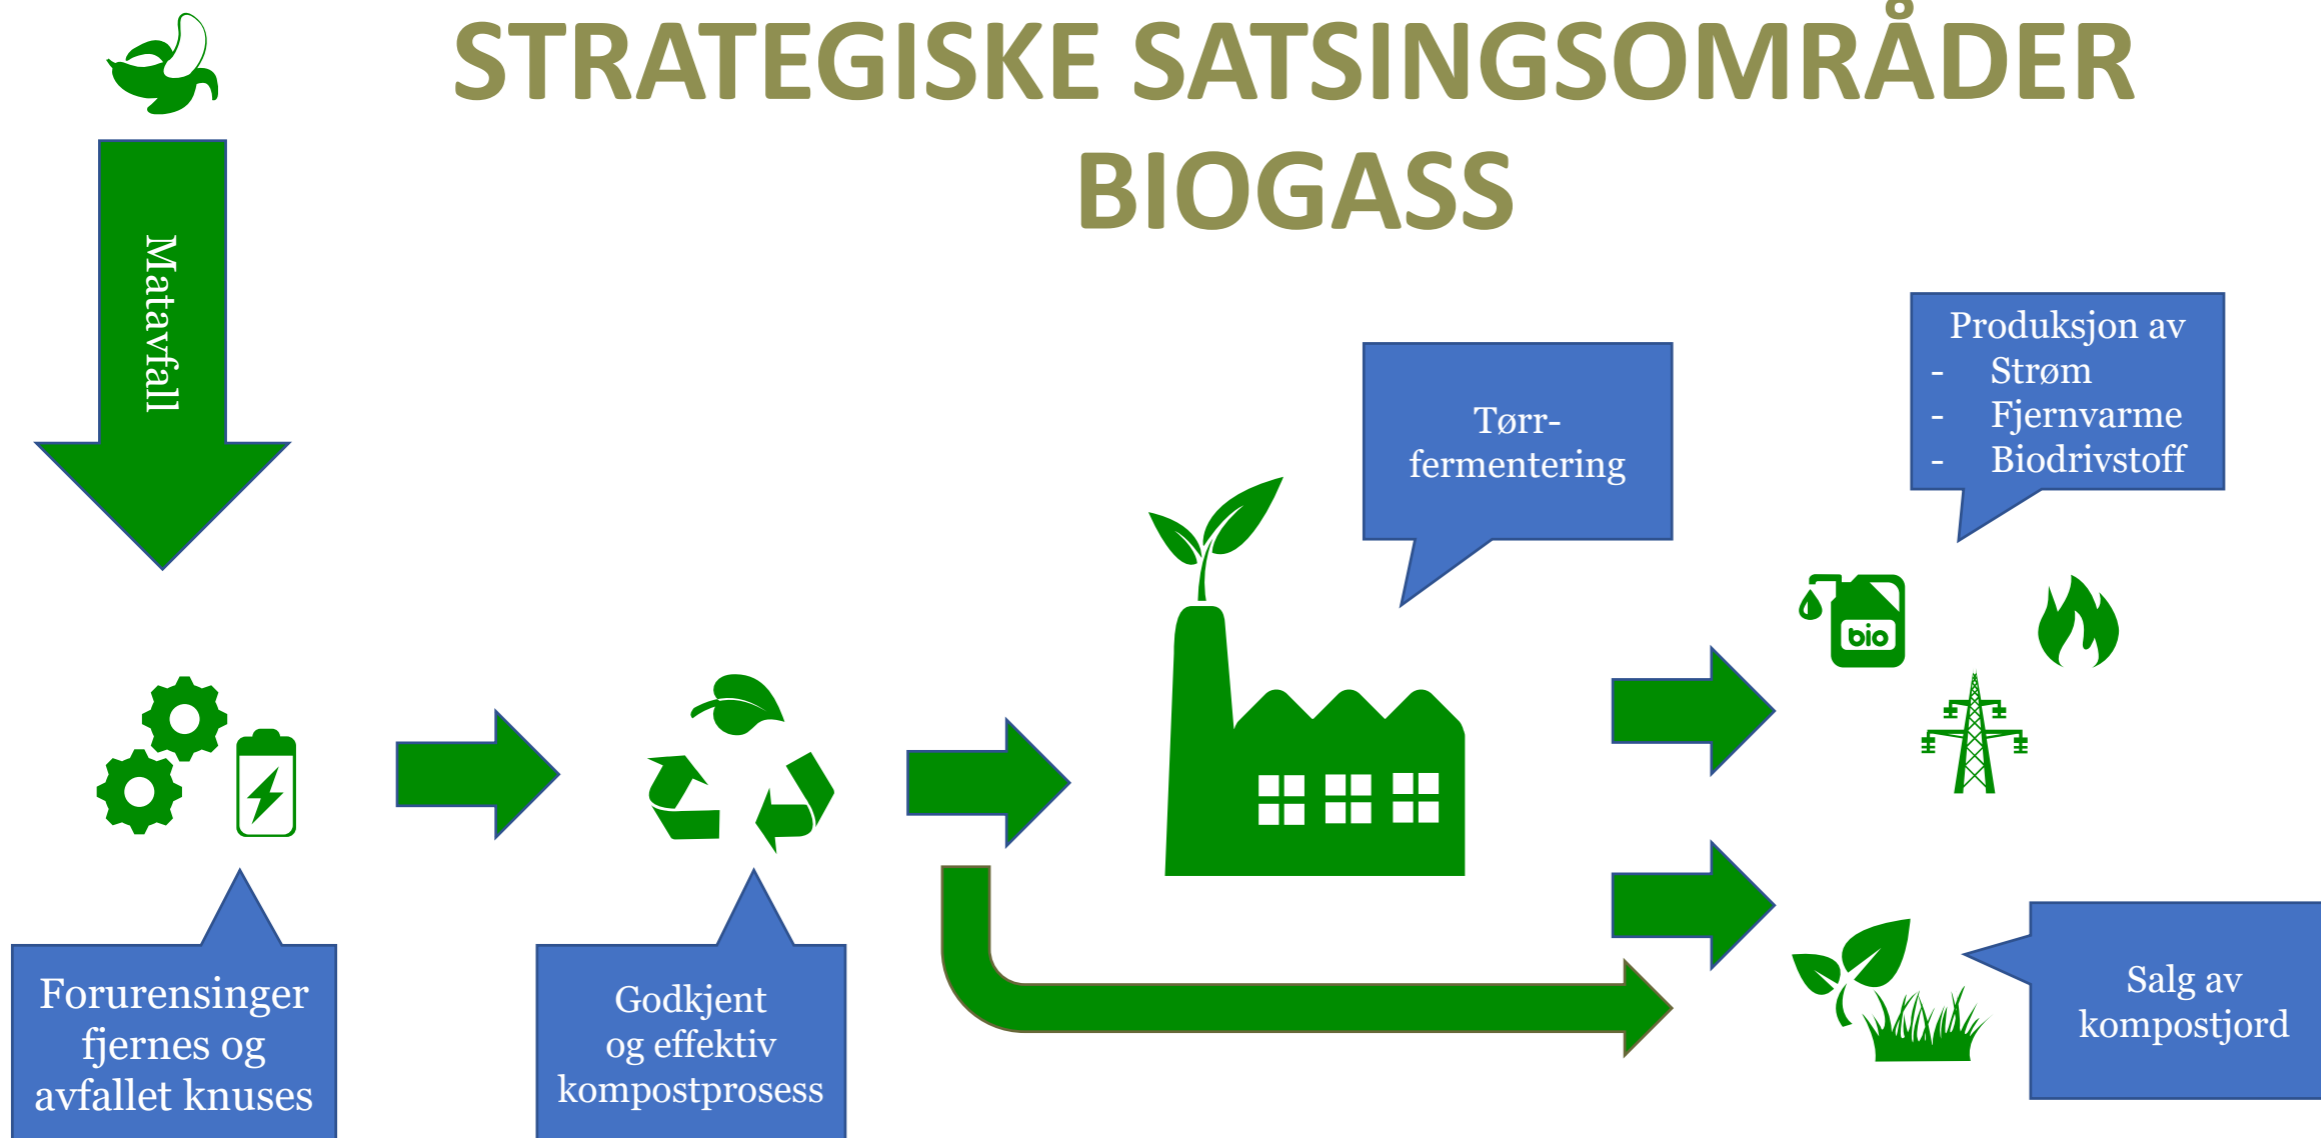 STRATEGISKE SATSINGSOMRÅDER
BIOGASS
Matavfall
Forurensinger
fjernes og
avfallet knuses
Godkjent
og effektiv
kompostprosess
Tørr-
fermentering
Produksjon av
- Strøm
- Fjernvarme
- Biodrivstoff
bio
Salg av
kompostjord